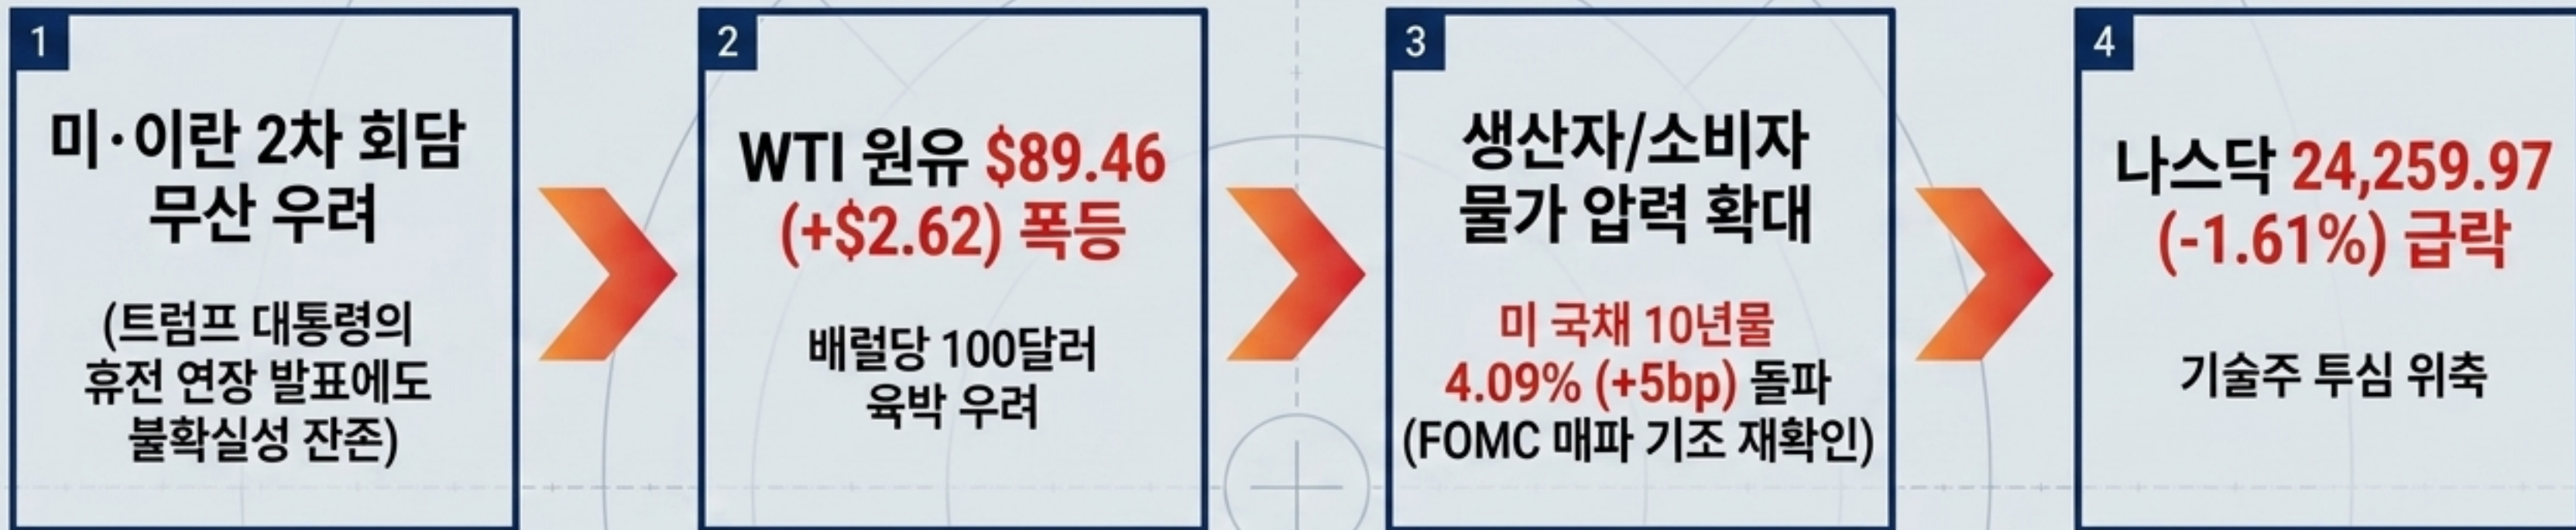 1
미·이란 2차 회담
무산 우려
(트럼프 대통령의
휴전 연장 발표에도
불확실성 잔존)
2
WTI 원유 $89.46
(+$2.62) 폭등
배럴당 100달러
육박 우려
3
생산자/소비자
물가 압력 확대
미 국채 10년물
4.09% (+5bp) 돌파
(FOMC 매파 기조 재확인)
4
나스닥 24,259.97
(-1.61%) 급락
기술주 투심 위축